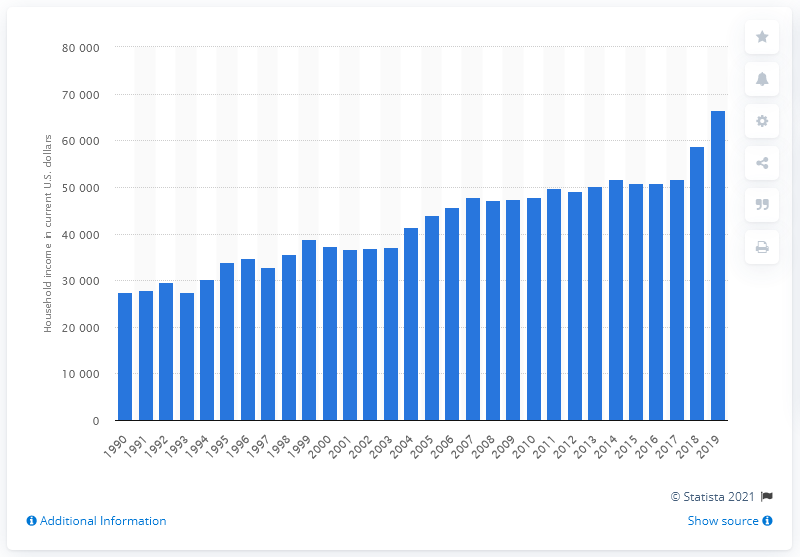 80 000
70 000
60 000
50 000
40 000
30 000
20 000
10 000
0
Household income in current U.S. dollars
1990 1991 1992 1993 1994 1995 1996 1997 1998 1999 2000 2001 2002 2003 2004 2005 2006 2007 2008 2009 2010 2011 2012 2013 2014 2015 2016 2017 2018 2019
© Statista 2021
Additional Information
Show source